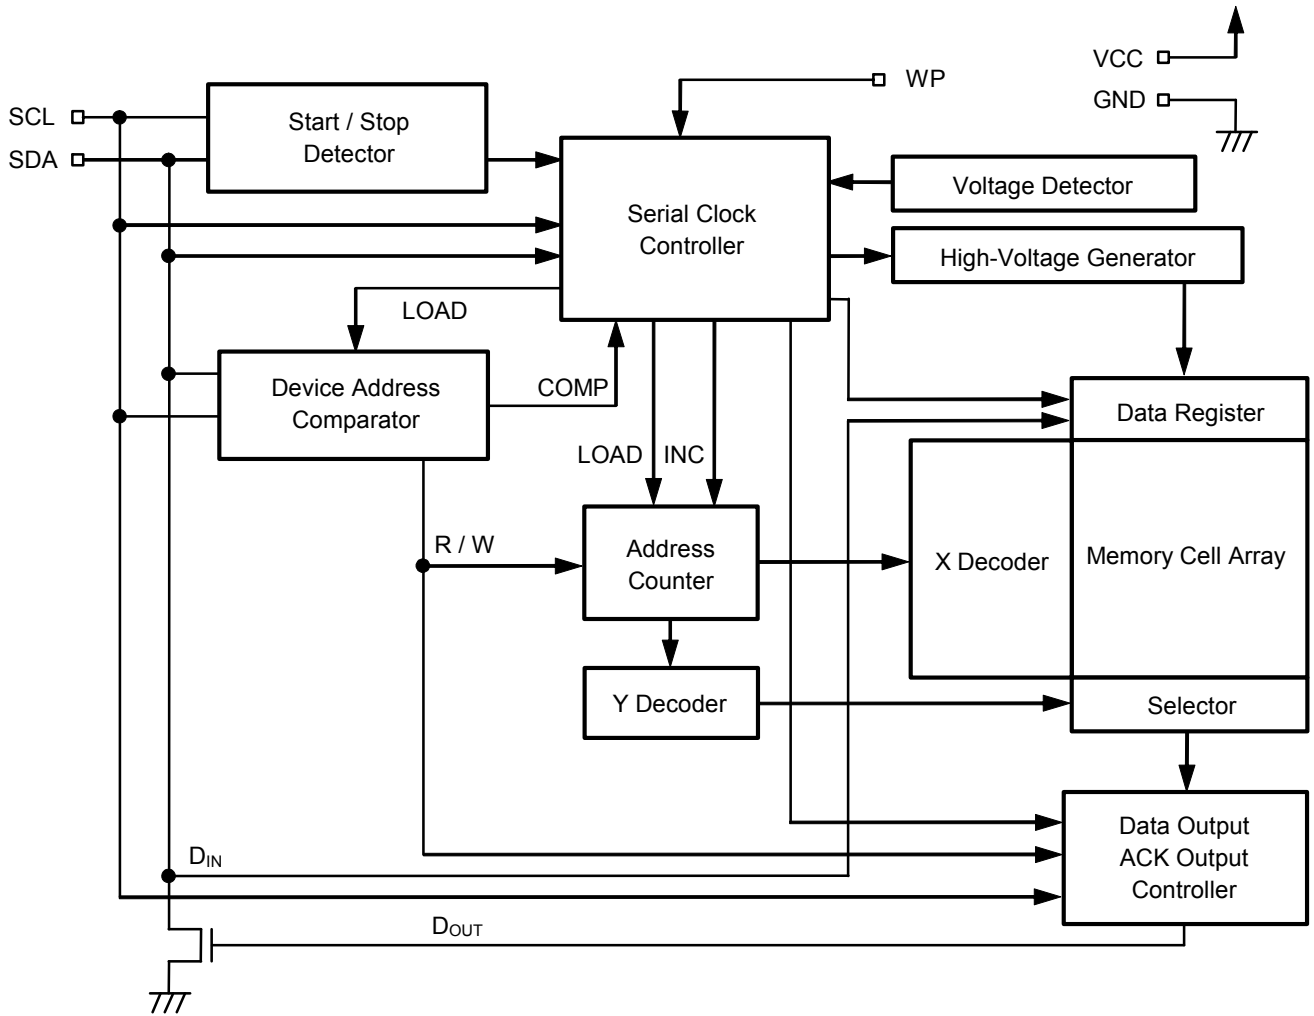 VCC
WP
GND
SCL
Start / Stop
Detector
SDA
Voltage Detector
Serial Clock
Controller
High-Voltage Generator
LOAD
Device Address
Comparator
COMP
Data Register
LOAD
INC
R / W
Address
Counter
X Decoder
Memory Cell Array
Y Decoder
Selector
Data Output
ACK Output
Controller
DIN
DOUT